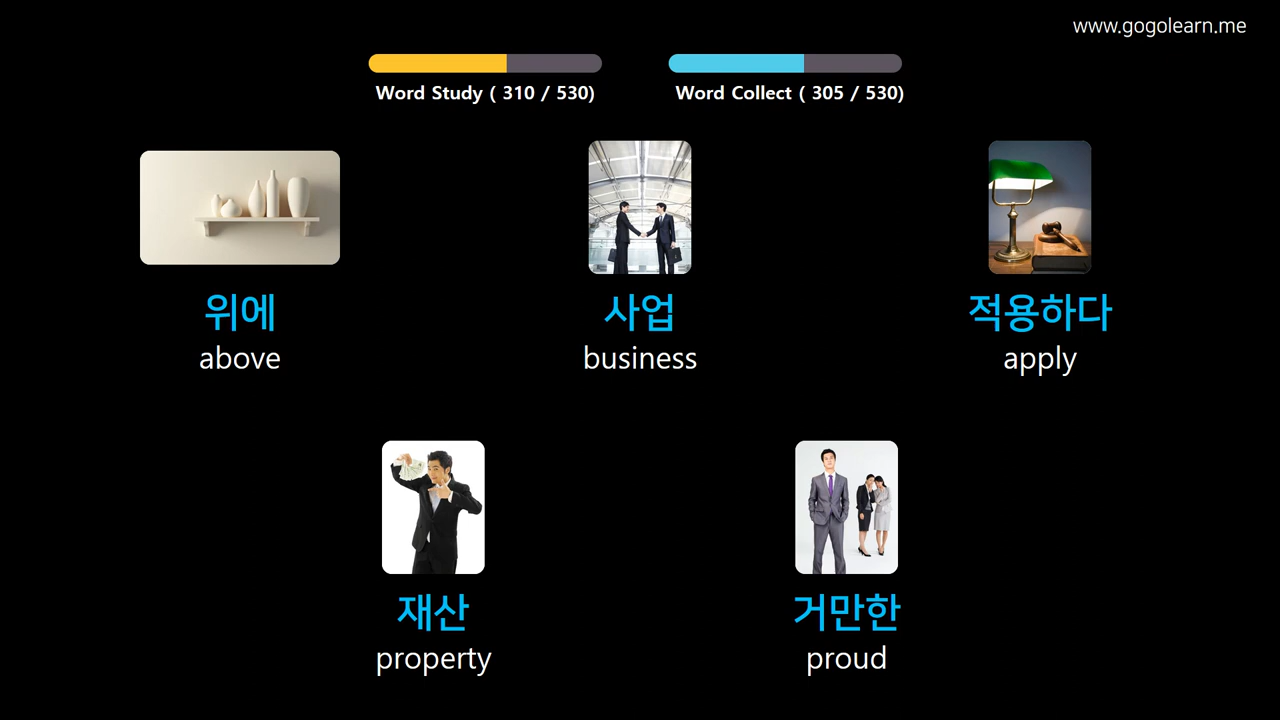 www.gogolearn.me
Word Study ( 310 / 530)
Word Collect ( 305 / 530)
위에
above
사업
business
적용하다
apply
재산
property
거만한
proud